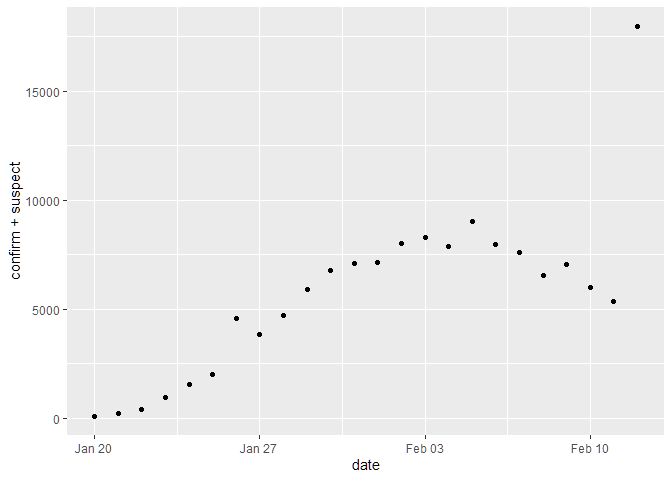 confirm + suspect
15000
10000
5000
0
Jan 20
Jan 27
Feb 03
Feb 10
date